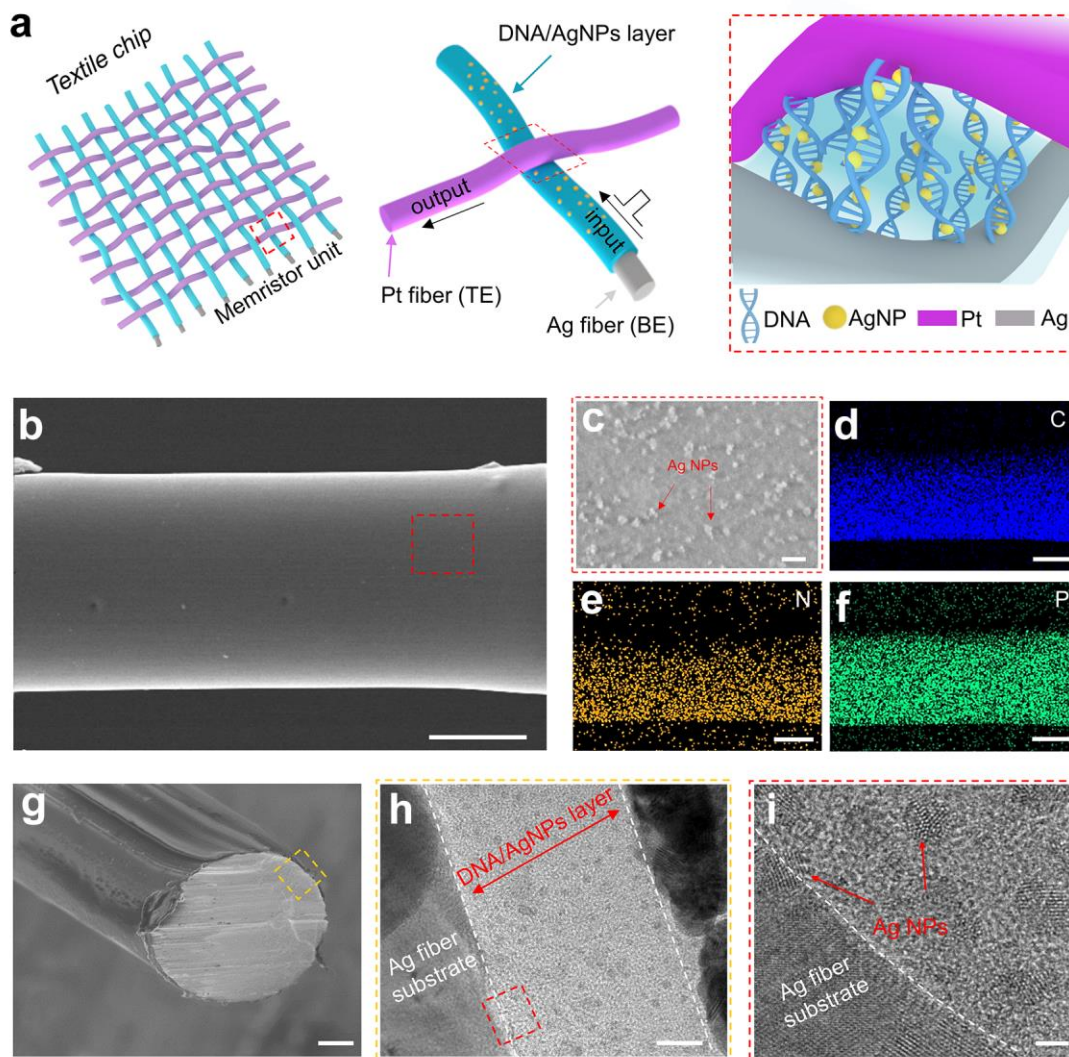 a
Textile chip
Memristor unit
DNA/AgNPs layer
output
input
Pt fiber (TE)
Ag fiber (BE)
DNA AgNP Pt Ag
b
c
Ag NPs
d
C
e
N
f
P
g
h
DNA/AgNPs layer
Ag fiber
substrate
i
Ag NPs
Ag fiber
substrate